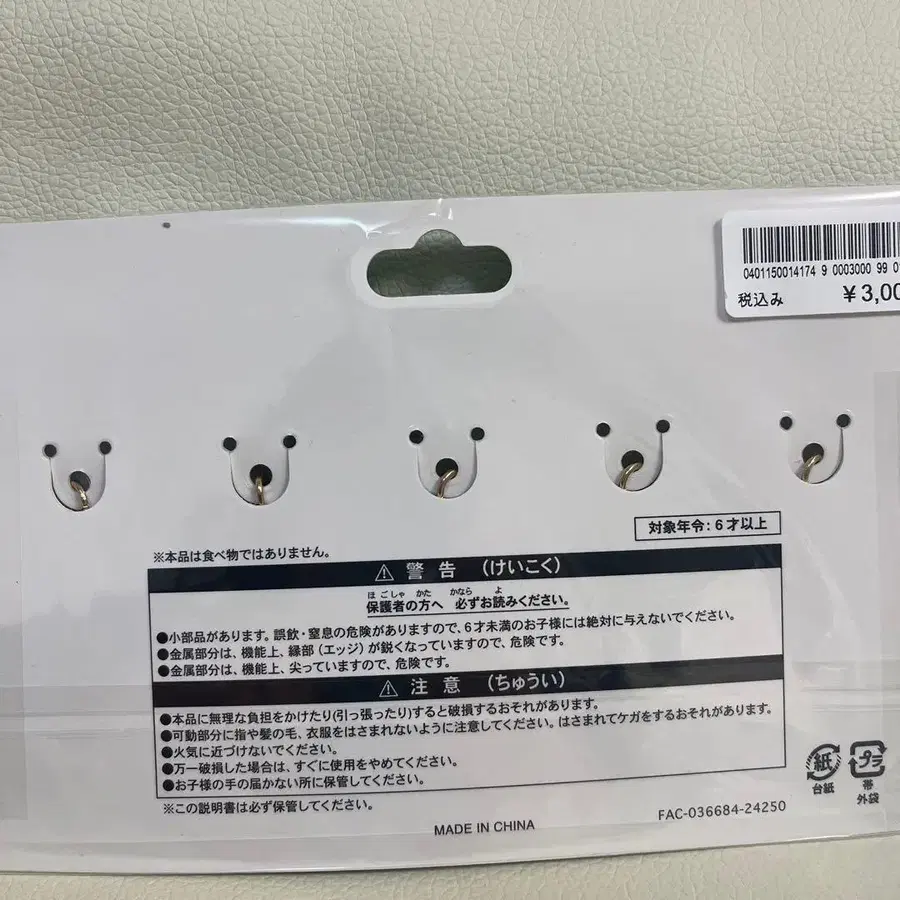 0401150014174 9 0003000 99 0
税込み ¥3,00
対象年令:6才以上
※本品は食べ物ではありません。
⚠ 警告 (けいこく)
ほごしゃ かた かなら よ
保護者の方へ 必ずお読みください。
●小部品があります。誤飲・窒息の危険がありますので、6才未満のお子様には絶対に与えないでください。
●金属部分は、機能上、縁部(エッジ)が鋭くなっていますので、危険です。
●金属部分は、機能上、尖っていますので、危険です。
⚠ 注意 (ちゅうい)
●本品に無理な負担をかけたり(引っ張ったり)すると破損するおそれがあります。
●可動部分に指や髪の毛、衣服をはさまれないように注意してください。はさまれてケガをするおそれがあります。
●火気に近づけないでください。
●万一破損した場合は、すぐに使用をやめてください。
●お子様の手の届かない所に保管してください。
※この説明書は必ず保管してください。
紙
台紙
プラ
帯
外袋
FAC-036684-24250
MADE IN CHINA